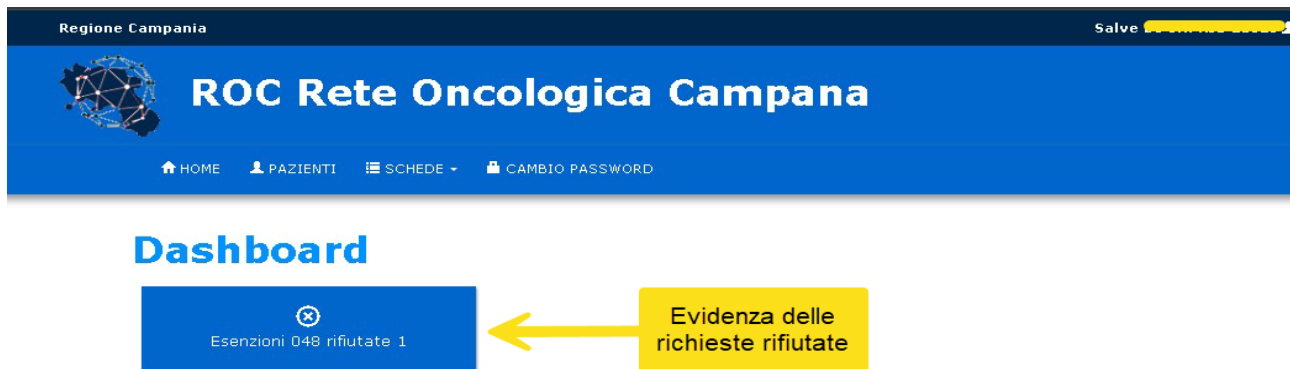 Regione Campania
Salve
ROC Rete Oncologica Campana
HOME PAZIENTI SCHEDE CAMBIO PASSWORD
Dashboard
Esenzioni 048 rifiutate 1
Evidenza delle
richieste rifiutate